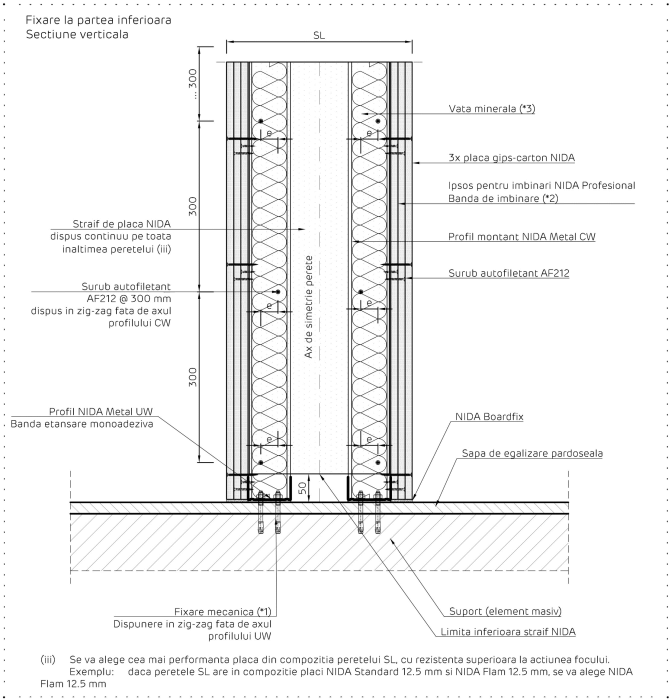 Fixare la partea inferioara
Sectiune verticala
SL
... 300
e
e
Vata minerala (*3)
3x placa gips-carton NIDA
Ipsos pentru imbinari NIDA Profesional
Banda de imbinare (*2)
300
Straif de placa NIDA
dispus continuu pe toata
inaltimea peretelui (iii)
Profil montant NIDA Metal CW
Ax de simetrie perete
Surub autofiletant AF212
Surub autofiletant
AF212 @ 300 mm
dispus in zig-zag fata de axul
profilului CW
e
e
300
Profil NIDA Metal UW
Banda etansare monoadeziva
NIDA Boardfix
e
e
Sapa de egalizare pardoseala
50
Fixare mecanica (*1)
Dispunere in zig-zag fata de axul
profilului UW
Suport (element masiv)
Limita inferioara straif NIDA
(iii) Se va alege cea mai performanta placa din compozitia peretelui SL, cu rezistenta superioara la actiunea focului.
Exemplu: daca peretele SL are in compozitie placi NIDA Standard 12.5 mm si NIDA Flam 12.5 mm, se va alege NIDA
Flam 12.5 mm